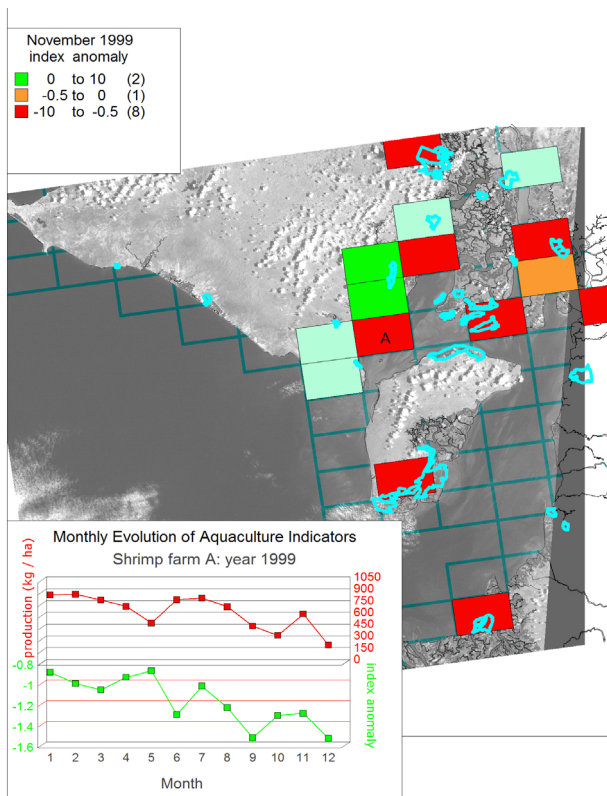 November 1999
index anomaly
0 to 10 (2)
-0.5 to 0 (1)
-10 to -0.5 (8)
A
Monthly Evolution of Aquaculture Indicators
Shrimp farm A: year 1999
production (kg / ha)
1050
900
750
600
450
300
150
0
-0.8
-1
-1.2
-1.4
-1.6
index anomaly
1 2 3 4 5 6 7 8 9 10 11 12
Month